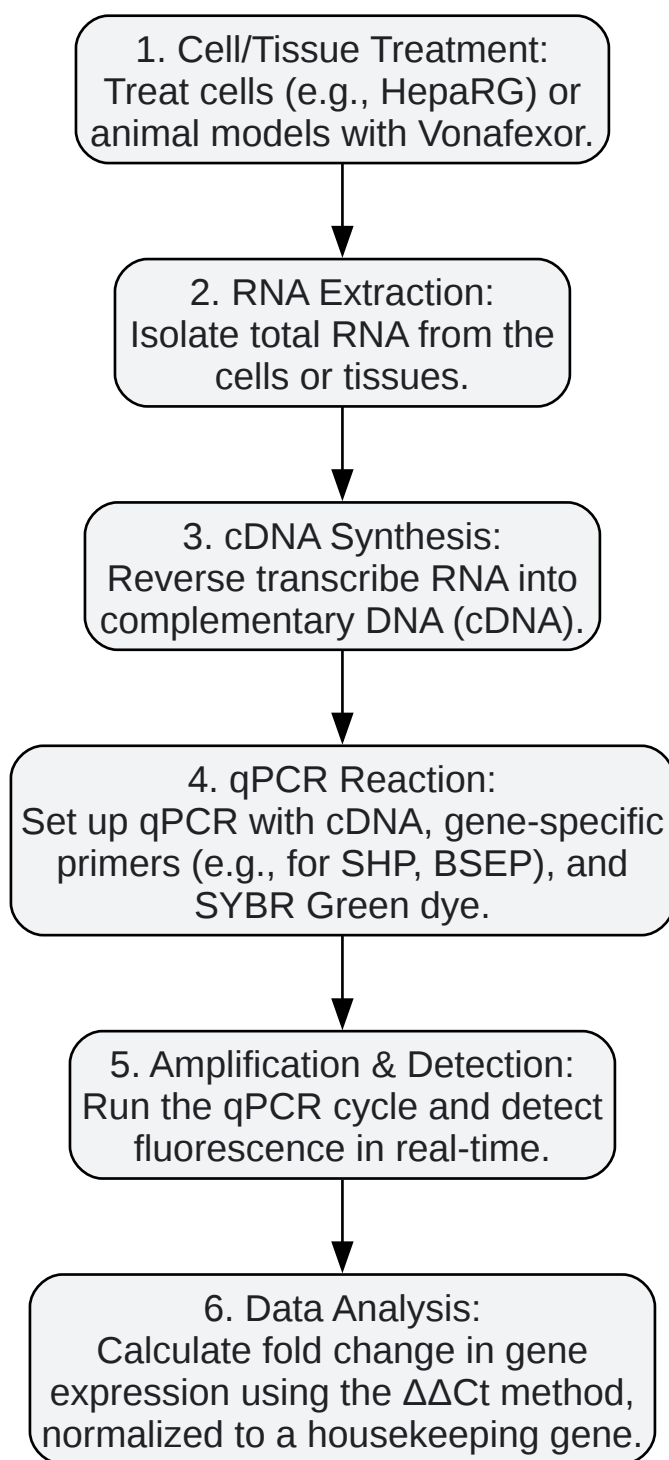 1. Cell/Tissue Treatment:
Treat cells (e.g., HepaRG) or
animal models with Vonafexor.
2. RNA Extraction:
Isolate total RNA from the
cells or tissues.
3. cDNA Synthesis:
Reverse transcribe RNA into
complementary DNA (cDNA).
4. qPCR Reaction:
Set up qPCR with cDNA, gene-specific
primers (e.g., for SHP, BSEP), and
SYBR Green dye.
5. Amplification & Detection:
Run the qPCR cycle and detect
fluorescence in real-time.
6. Data Analysis:
Calculate fold change in gene
expression using the ΔΔCt method,
normalized to a housekeeping gene.